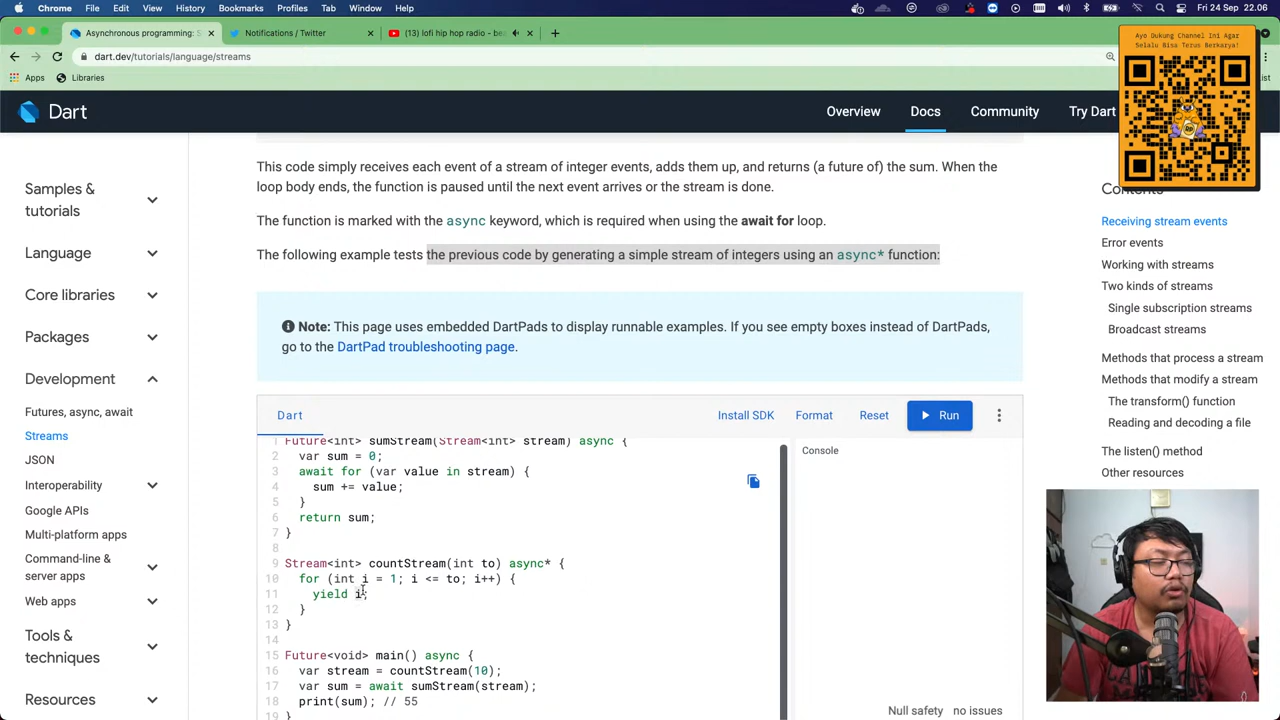 Chrome File Edit View History Bookmarks Profiles Tab Window Help
Fri 24 Sep 22.06
Asynchronous programming: S
Notifications / Twitter
(13) lofi hip hop radio - be
dart.dev/tutorials/language/streams
Apps Libraries
Ayo Dukung Channel Ini Agar
Selalu Bisa Terus Berkarya!
Dart
Overview Docs Community Try Dart
Samples &
tutorials
Language
Core libraries
Packages
Development
Futures, async, await
Streams
JSON
Interoperability
Google APIs
Multi-platform apps
Command-line &
server apps
Web apps
Tools &
techniques
Resources
This code simply receives each event of a stream of integer events, adds them up, and returns (a future of) the sum. When the
loop body ends, the function is paused until the next event arrives or the stream is done.
The function is marked with the async keyword, which is required when using the await for loop.
The following example tests the previous code by generating a simple stream of integers using an async* function:
Note: This page uses embedded DartPads to display runnable examples. If you see empty boxes instead of DartPads,
go to the DartPad troubleshooting page.
Dart Install SDK Format Reset Run
1 Future<int> sumStream(Stream<int> stream) async {
2 var sum = 0;
3 await for (var value in stream) {
4 sum += value;
5 }
6 return sum;
7 }
8
9 Stream<int> countStream(int to) async* {
10 for (int i = 1; i <= to; i++) {
11 yield i;
12 }
13 }
14
15 Future<void> main() async {
16 var stream = countStream(10);
17 var sum = await sumStream(stream);
18 print(sum); // 55
19 }
Console
Null safety no issues
Contents
Receiving stream events
Error events
Working with streams
Two kinds of streams
Single subscription streams
Broadcast streams
Methods that process a stream
Methods that modify a stream
The transform() function
Reading and decoding a file
The listen() method
Other resources